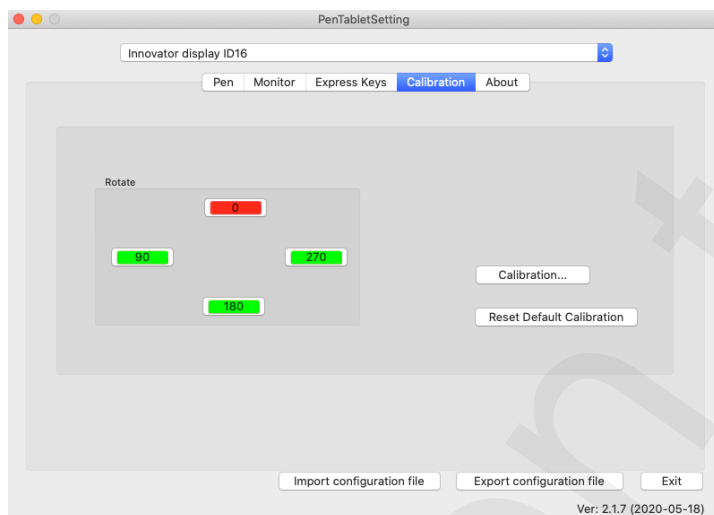 PenTabletSetting
Innovator display ID16
Pen Monitor Express Keys Calibration About
Rotate
0
90 270
180
Calibration...
Reset Default Calibration
Import configuration file Export configuration file Exit
Ver: 2.1.7 (2020-05-18)